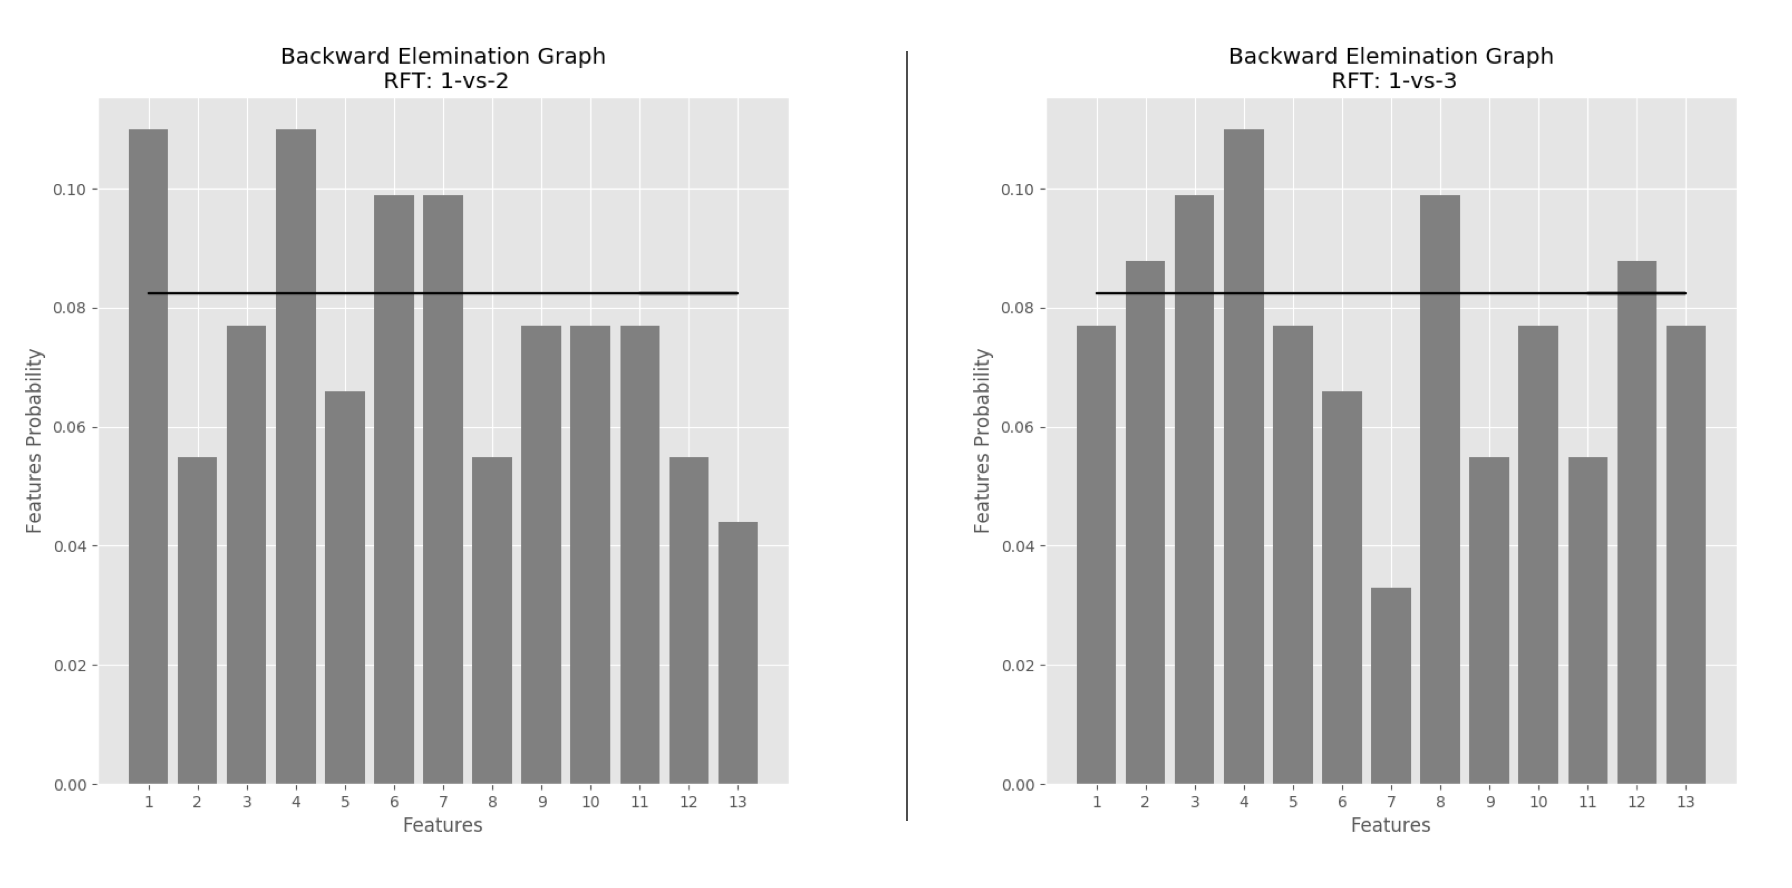 Backward Elemination Graph
RFT: 1-vs-2
Features Probability
0.10
0.08
0.06
0.04
0.02
0.00
1 2 3 4 5 6 7 8 9 10 11 12 13
Features
Backward Elemination Graph
RFT: 1-vs-3
Features Probability
0.10
0.08
0.06
0.04
0.02
0.00
1 2 3 4 5 6 7 8 9 10 11 12 13
Features